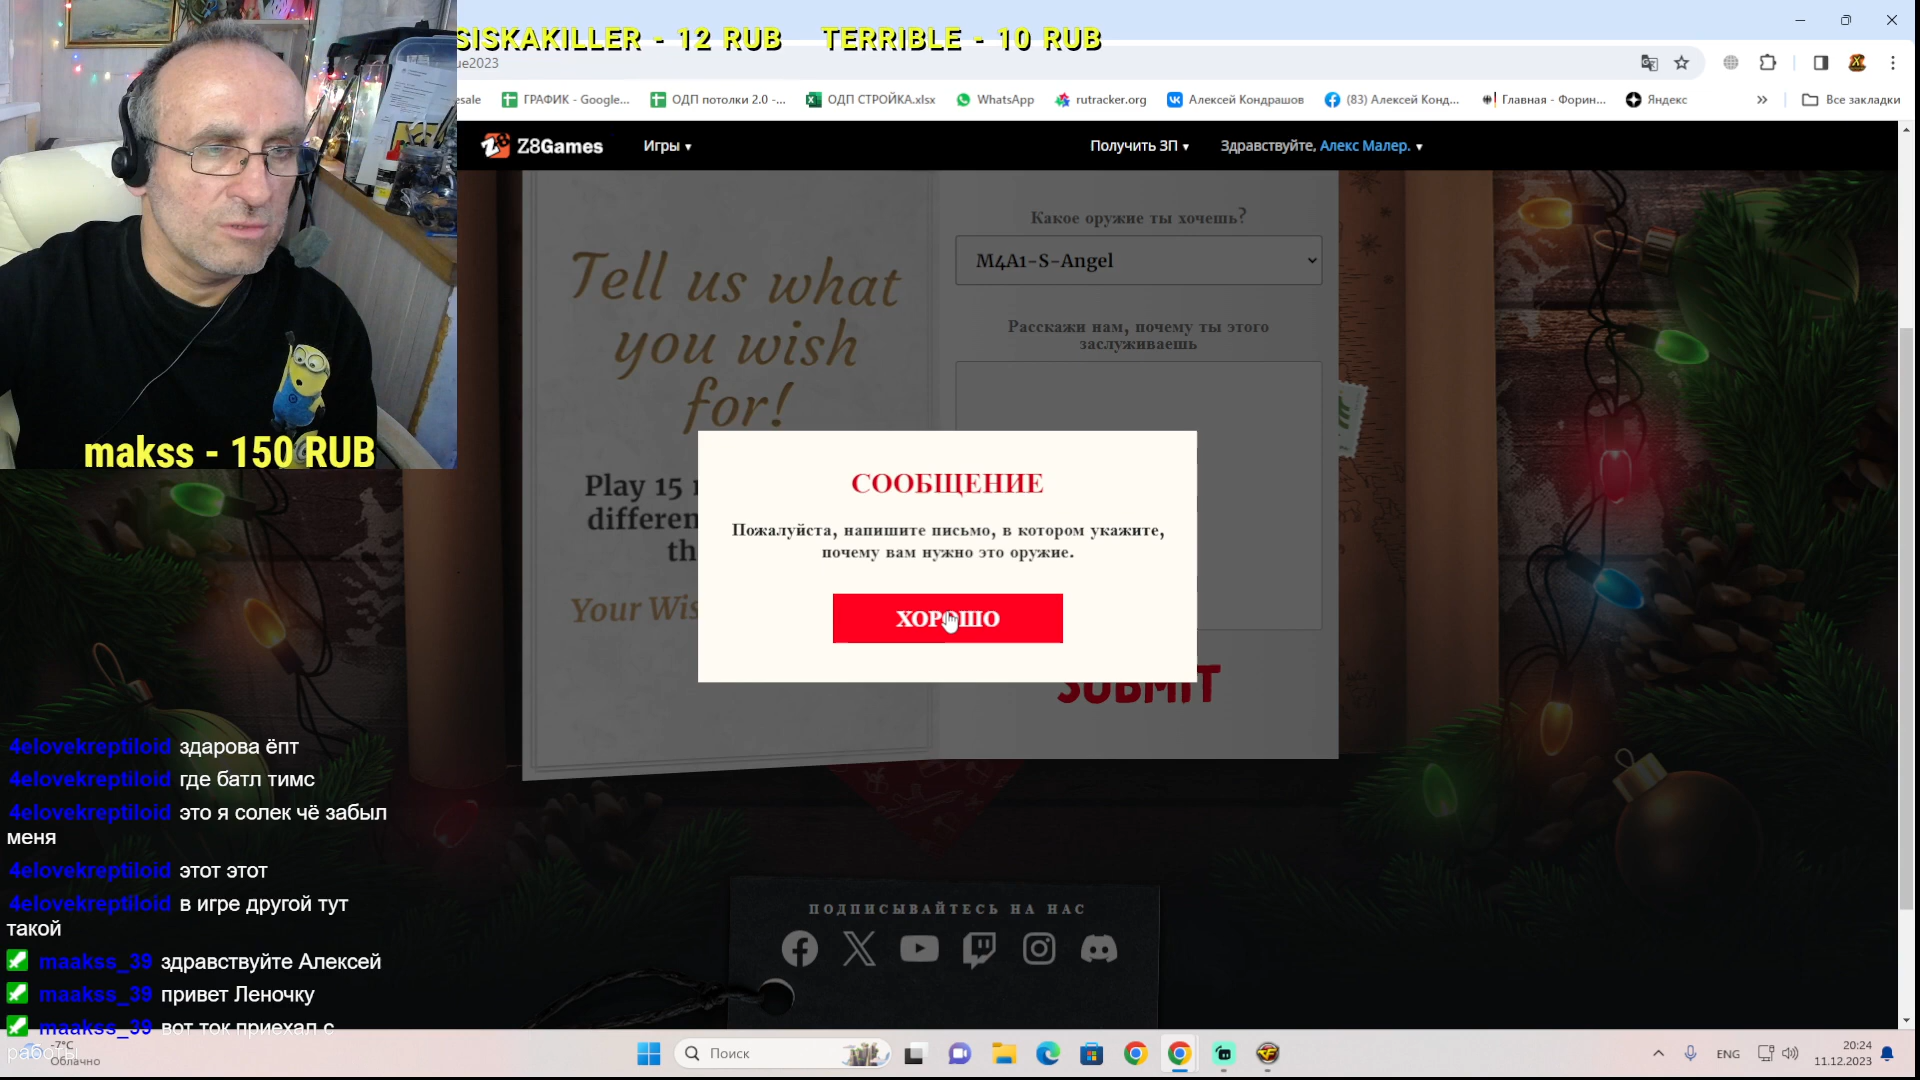 SISKAKILLER - 12 RUB TERRIBLE - 10 RUB
ue2023
esale ГРАФИК - Google... ОДП потолки 2.0 -... ОДП СТРОЙКА.xlsx WhatsApp rutracker.org Алексей Кондрашов (83) Алексей Конд... Главная - Форин... Яндекс » Все закладки
Z8Games Игры Получить ЗП Здравствуйте, Алекс Малер.
Какое оружие ты хочешь?
M4A1-S-Angel
Расскажи нам, почему ты этого
заслуживаешь
Tell us what
you wish
for!
Play 15
differen
th
Your Wis
СООБЩЕНИЕ
Пожалуйста, напишите письмо, в котором укажите,
почему вам нужно это оружие.
ХОРОШО
SUBMIT
makss - 150 RUB
4elovekreptiloid здарова ёпт
4elovekreptiloid где батл тимс
4elovekreptiloid это я солек чё забыл
меня
4elovekreptiloid этот этот
4elovekreptiloid в игре другой тут
такой
maakss_39 здравствуйте Алексей
maakss_39 привет Леночку
maakss_39 вот ток приехал с
работы
ПОДПИСЫВАЙТЕСЬ НА НАС
-7°C
Облачно
Поиск
ENG
20:24
11.12.2023